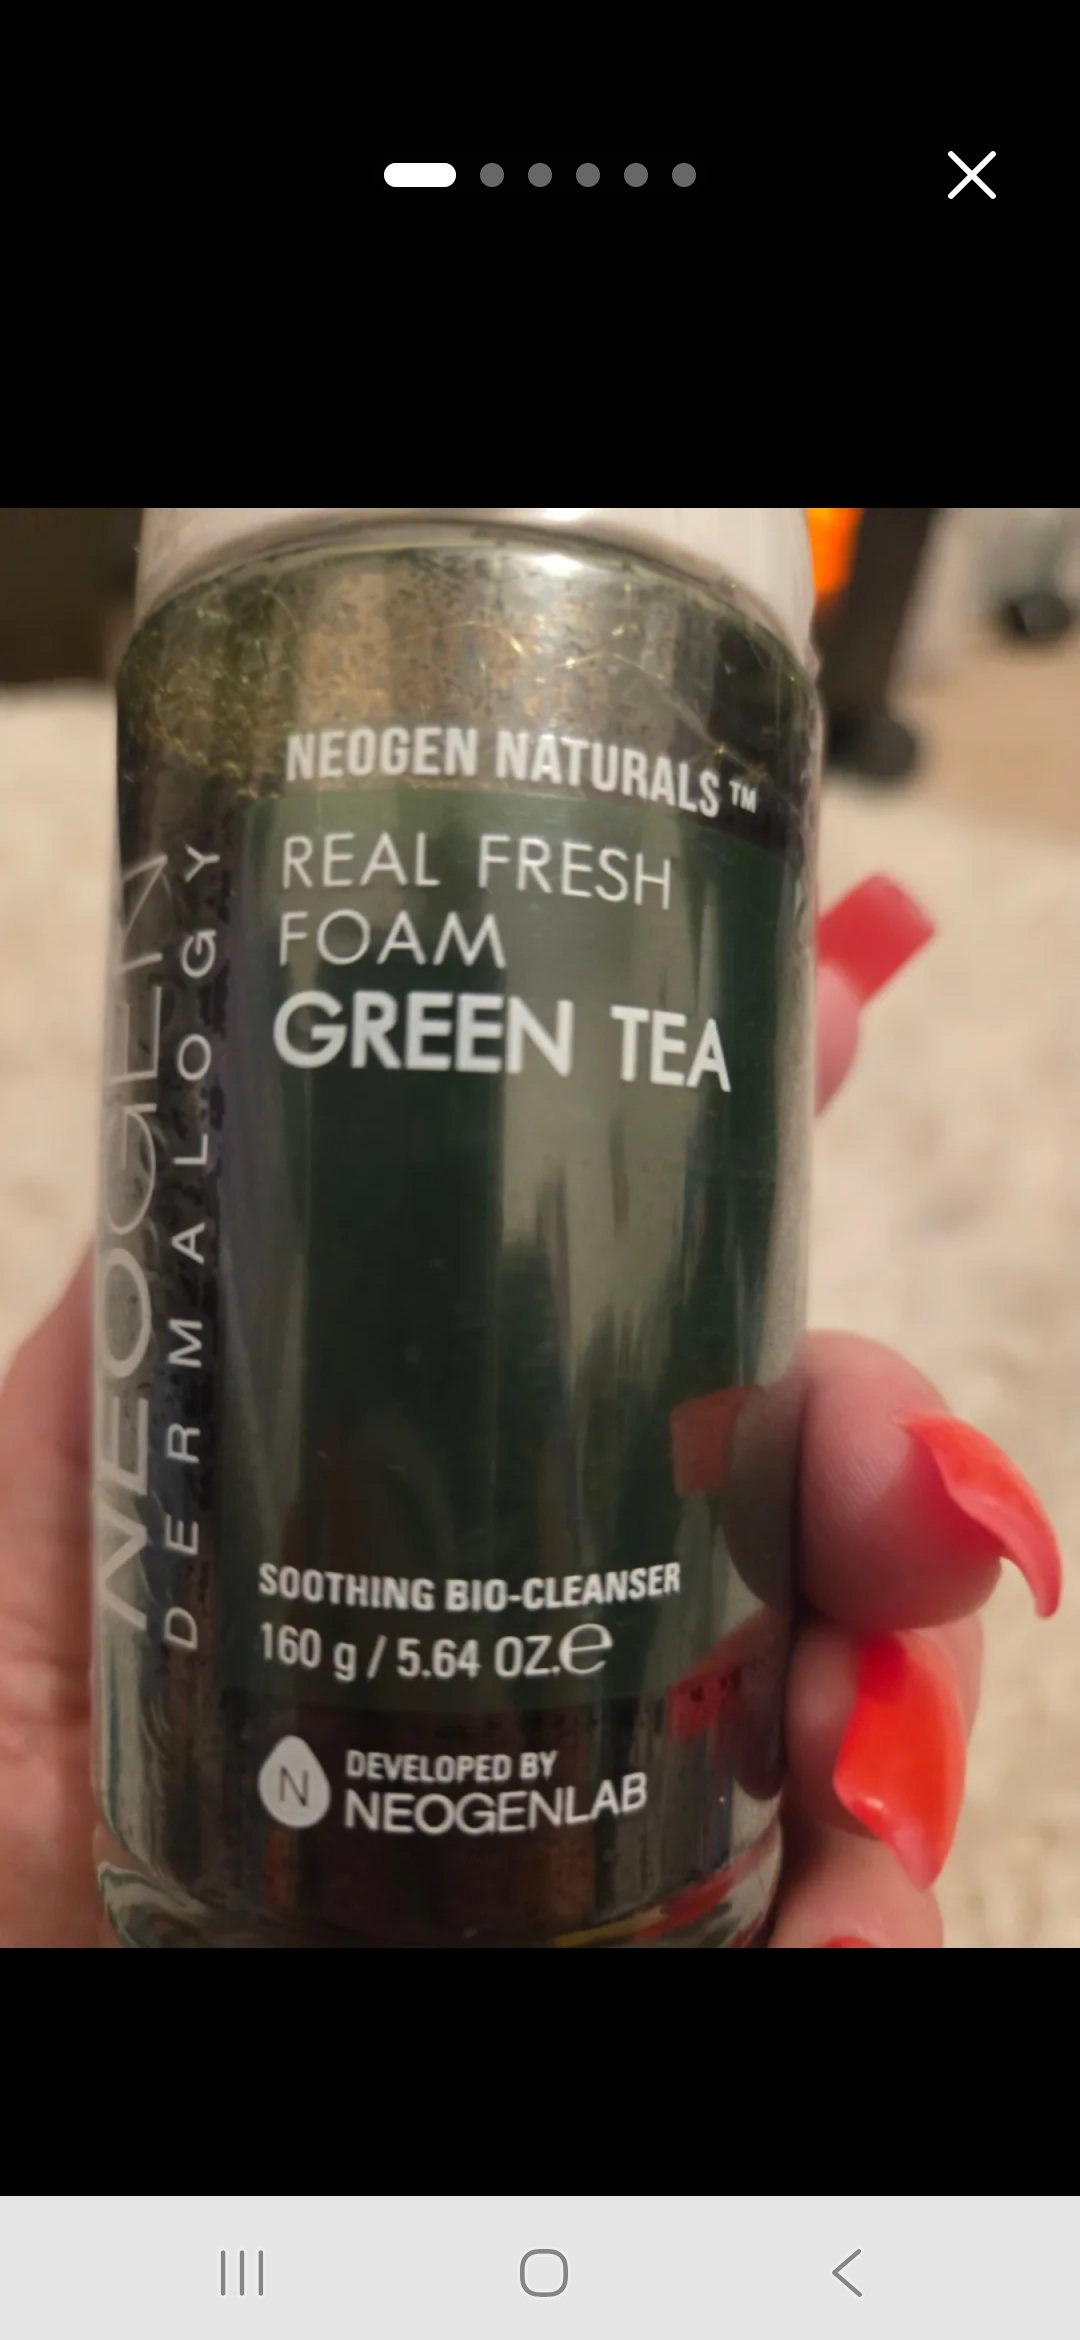 NEOGEN
DERMALOGY
NEOGEN NATURALS™
REAL FRESH
FOAM
GREEN TEA
SOOTHING BIO-CLEANSER
160 g / 5.64 OZ.℮
N
DEVELOPED BY
NEOGENLAB